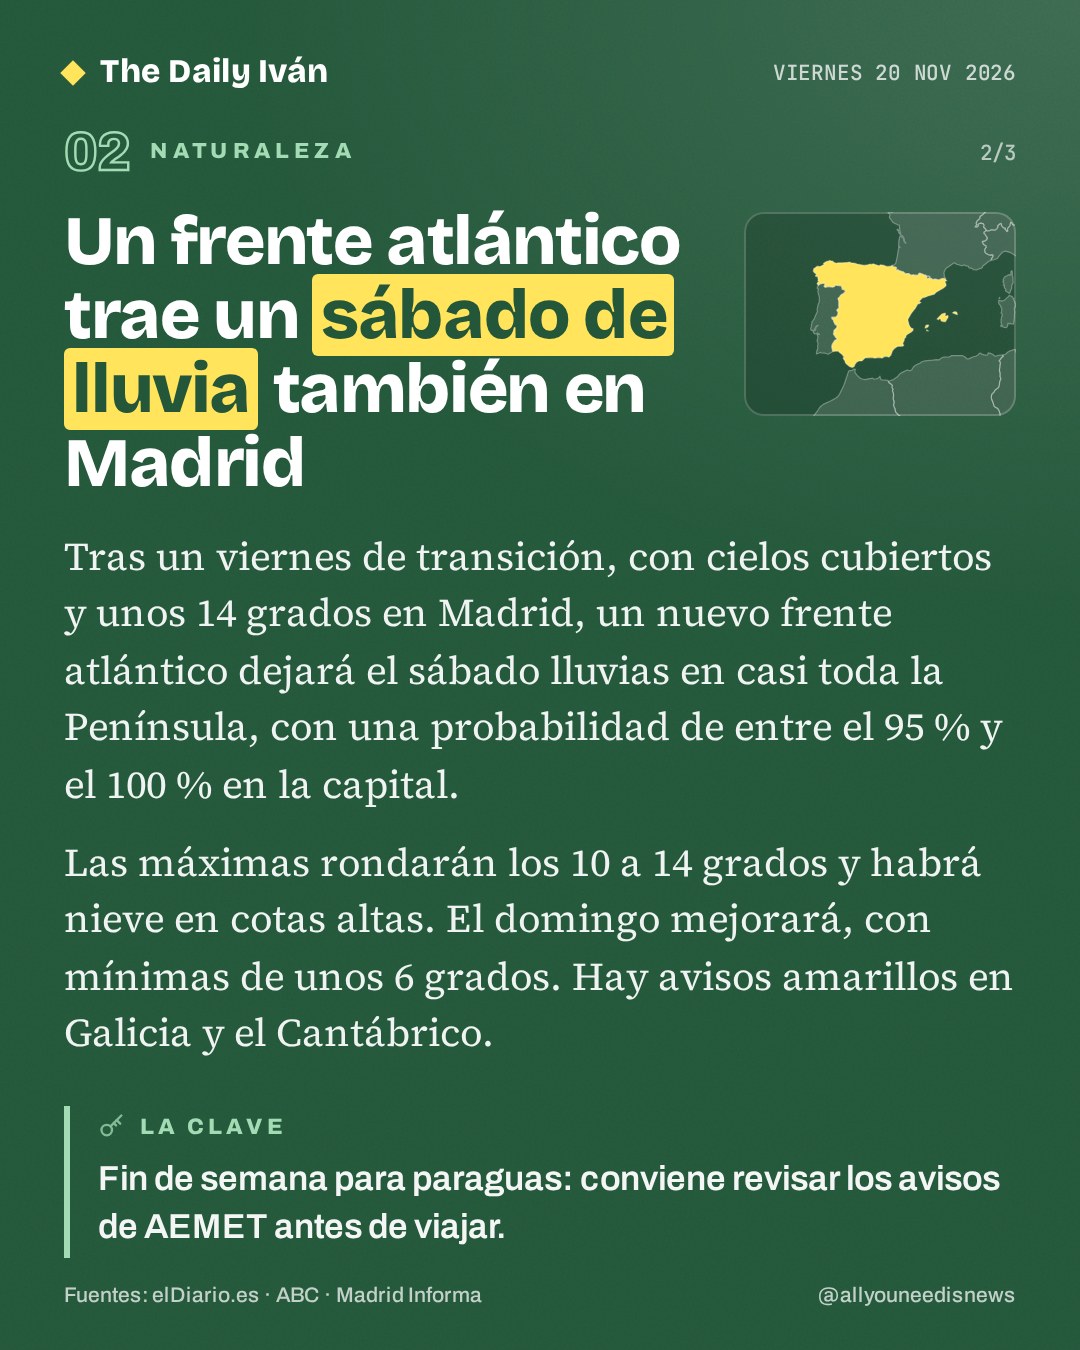 The Daily Iván
VIERNES 20 NOV 2026
02 NATURALEZA
2/3
Un frente atlántico
trae un sábado de
lluvia también en
Madrid
Tras un viernes de transición, con cielos cubiertos
y unos 14 grados en Madrid, un nuevo frente
atlántico dejará el sábado lluvias en casi toda la
Península, con una probabilidad de entre el 95 % y
el 100 % en la capital.
Las máximas rondarán los 10 a 14 grados y habrá
nieve en cotas altas. El domingo mejorará, con
mínimas de unos 6 grados. Hay avisos amarillos en
Galicia y el Cantábrico.
LA CLAVE
Fin de semana para paraguas: conviene revisar los avisos
de AEMET antes de viajar.
Fuentes: elDiario.es · ABC · Madrid Informa
@allyouneedisnews